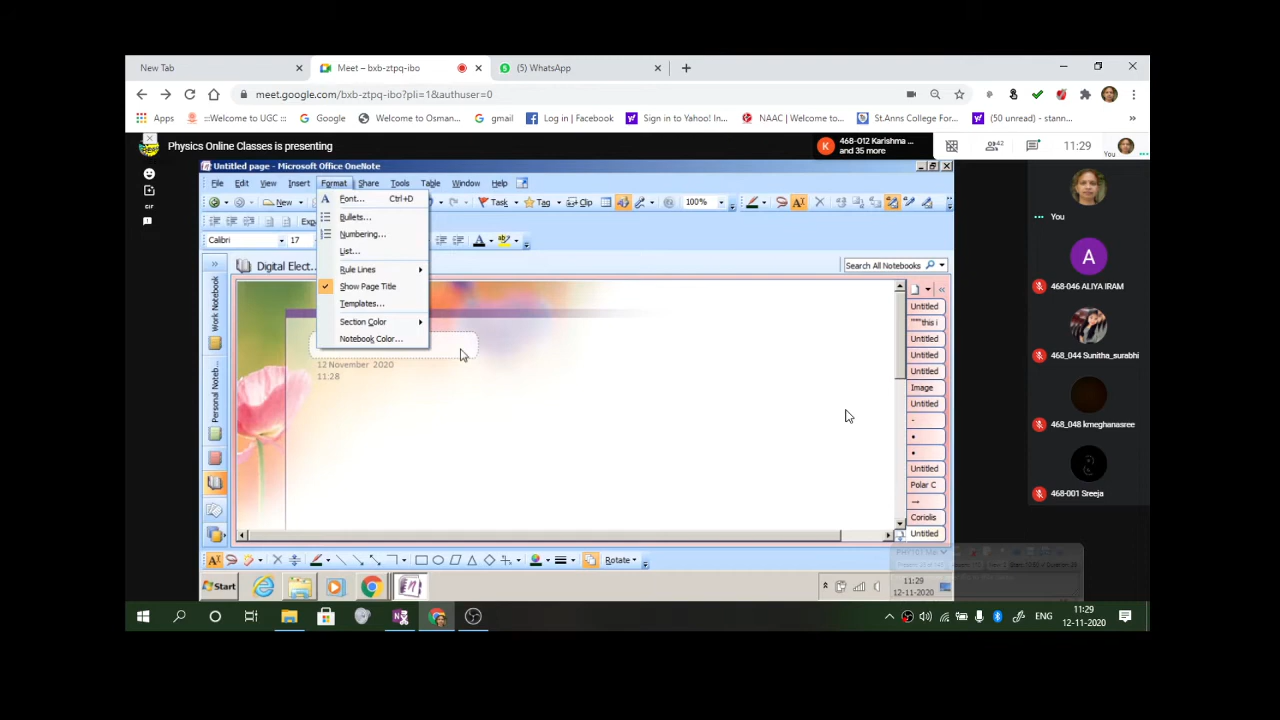 New Tab
Meet – bxb-ztpq-ibo
(5) WhatsApp
meet.google.com/bxb-ztpq-ibo?pli=1&authuser=0
Apps
:::Welcome to UGC :::
Google
Welcome to Osman...
gmail
Log in | Facebook
Sign in to Yahoo! In...
NAAC | Welcome to...
St.Anns College For...
(50 unread) - stann...
Physics Online Classes is presenting
K
468-012 Karishma ...
and 35 more
42
11:29
You
Untitled page - Microsoft Office OneNote
File Edit View Insert Format Share Tools Table Window Help
New
Task
Tag
Clip
100%
Calibri
17
Font... Ctrl+D
Bullets...
Numbering...
List...
Rule Lines
Show Page Title
Templates...
Section Color
Notebook Color...
Digital Elect...
Search All Notebooks
Work Notebook
Personal Noteb...
12 November 2020
11:28
Untitled
""""this i
Untitled
Untitled
Untitled
Image
Untitled
Untitled
Polar C
Coriolis
Untitled
Rotate
Start
11:29
12-11-2020
You
A
468-046 ALIYA IRAM
468_044 Sunitha_surabhi
468_048 kmeghanasree
468-001 Sreeja
ENG
11:29
12-11-2020